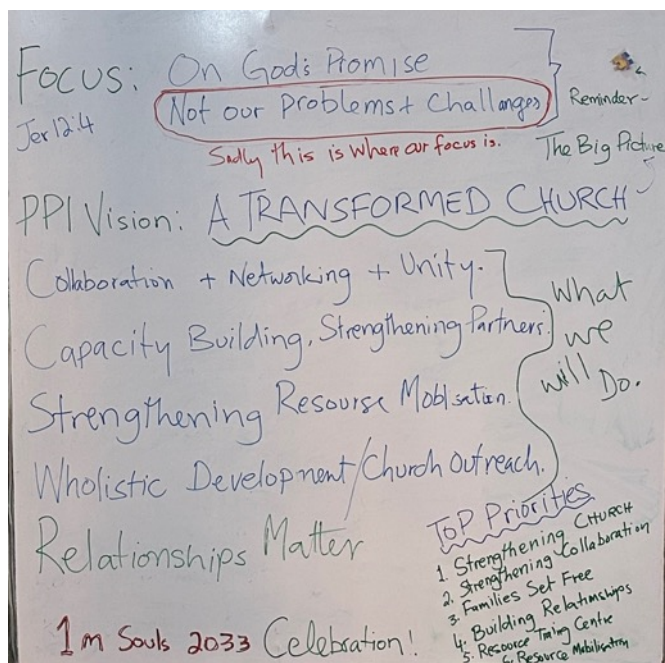 FOCUS: On God's Promise
Jer 12:4
Not our problems + Challanges
Sadly this is where our focus is.
Reminder-
The Big Picture
PPI Vision: A TRANSFORMED CHURCH
Collaboration + Networking + Unity.
Capacity Building, Strengthening Partners.
Strengthening Resourse Moblisation.
Wholistic Development/Church Outreach.
What
we
will Do.
Relationships Matter
1m Souls 2033 Celebration!
ToP Priorities
1. Strengthening CHURCH
2. Strengthening Collaboration
3. Families Set Free
4. Building Relationships
5. Resource Centre
6. Resource Mobilisation